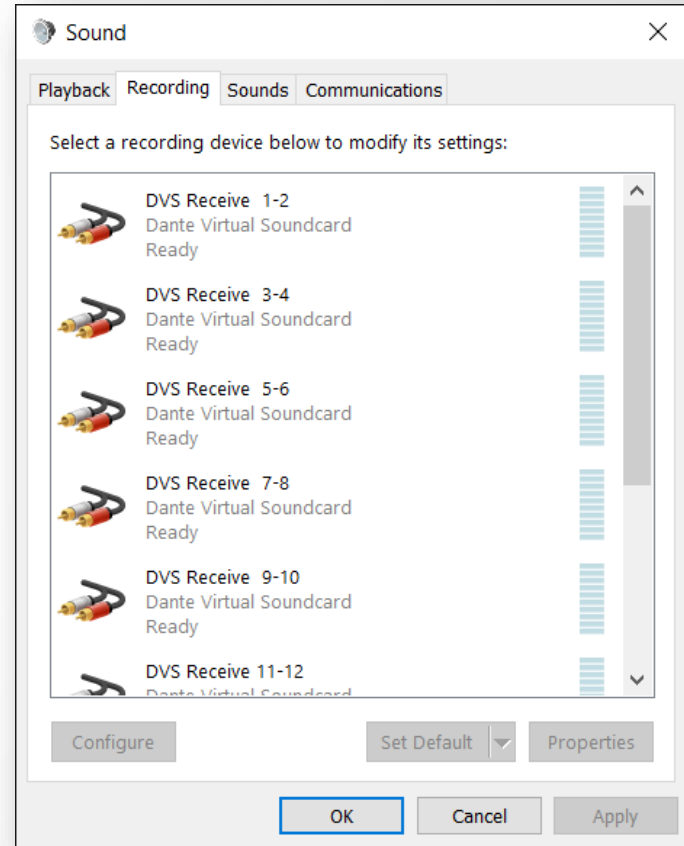 Sound
Playback Recording Sounds Communications
Select a recording device below to modify its settings:
DVS Receive  1-2
Dante Virtual Soundcard
Ready
DVS Receive  3-4
Dante Virtual Soundcard
Ready
DVS Receive  5-6
Dante Virtual Soundcard
Ready
DVS Receive  7-8
Dante Virtual Soundcard
Ready
DVS Receive  9-10
Dante Virtual Soundcard
Ready
DVS Receive 11-12
Dante Virtual Soundcard
Configure Set Default Properties
OK Cancel Apply